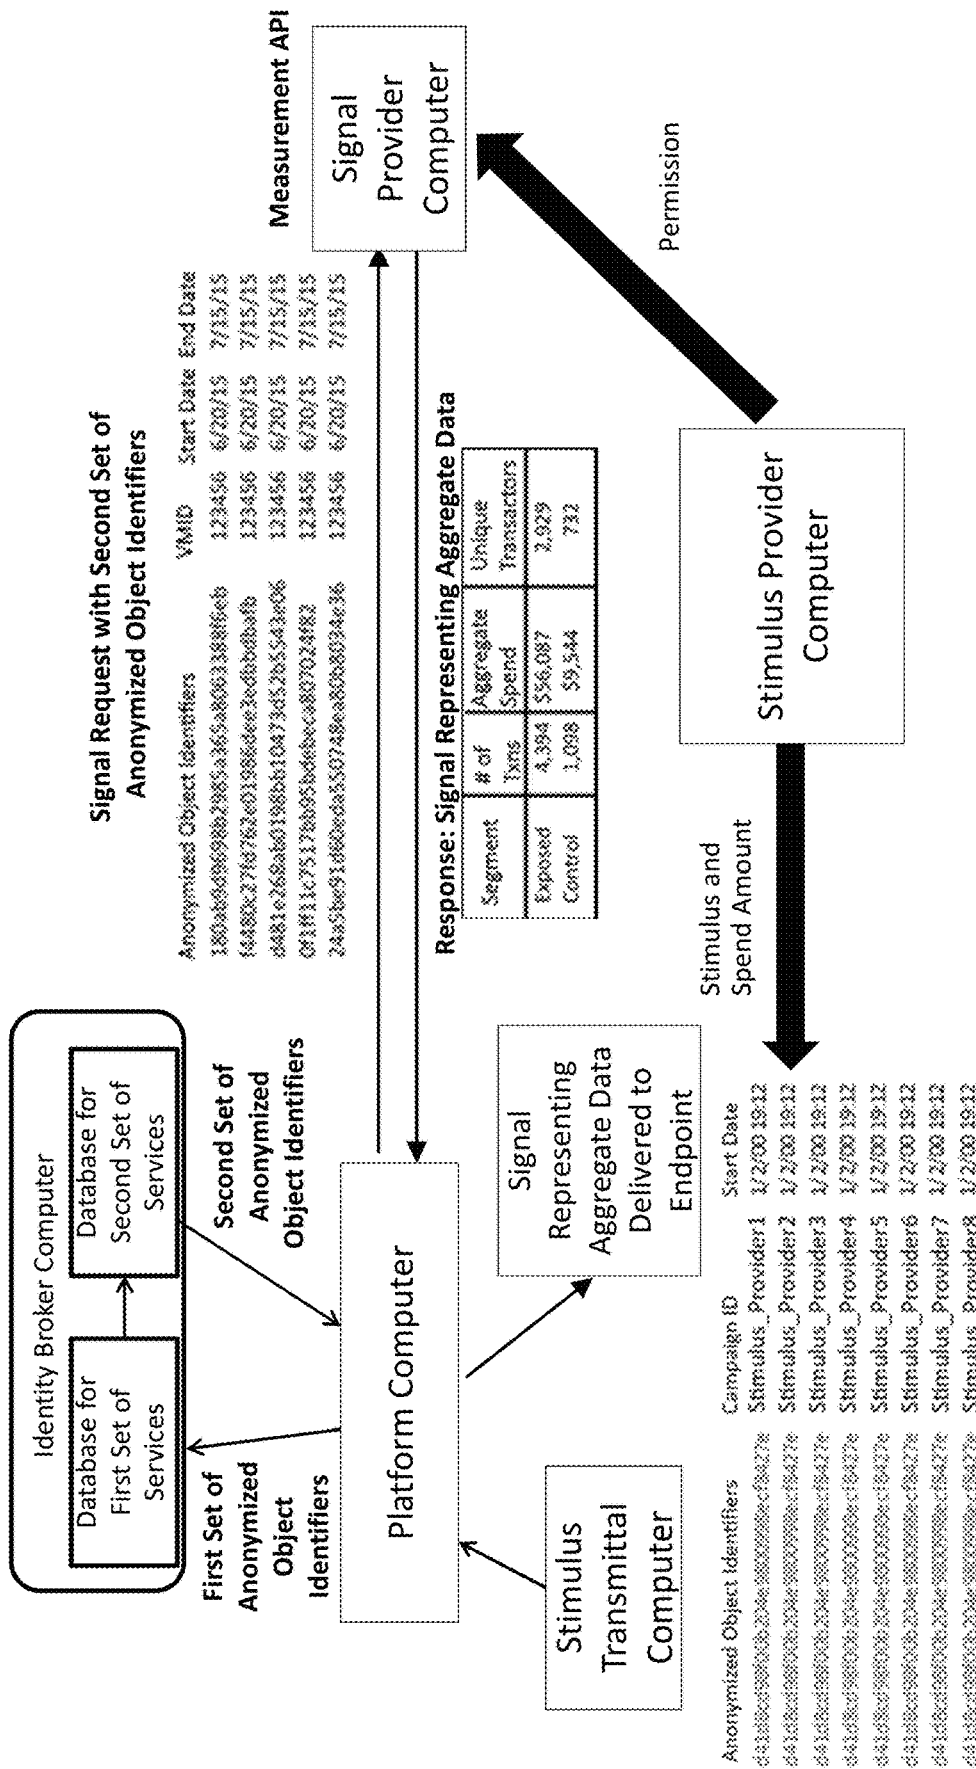 Identity Broker Computer
Database for
First Set of
Services
Database for
Second Set of
Services
First Set of
Anonymized
Object
Identifiers
Second Set of
Anonymized
Object Identifiers
Platform Computer
Stimulus
Transmittal
Computer
Signal
Representing
Aggregate Data
Delivered to
Endpoint
Signal Request with Second Set of
Anonymized Object Identifiers
Anonymized Object Identifiers VMID Start Date End Date
123456 6/20/15 7/15/15
123456 6/20/15 7/15/15
123456 6/20/15 7/15/15
123456 6/20/15 7/15/15
123456 6/20/15 7/15/15
Measurement API
Signal
Provider
Computer
Response: Signal Representing Aggregate Data
Segment # of Txns Aggregate Spend Unique Transactors
Exposed 4,394 $56,087 2,929
Control 1,098 $9,544 732
Permission
Stimulus Provider
Computer
Stimulus and
Spend Amount
Anonymized Object Identifiers Campaign ID Start Date
Stimulus_Provider1 1/2/00 19:12
Stimulus_Provider2 1/2/00 19:12
Stimulus_Provider3 1/2/00 19:12
Stimulus_Provider4 1/2/00 19:12
Stimulus_Provider5 1/2/00 19:12
Stimulus_Provider6 1/2/00 19:12
Stimulus_Provider7 1/2/00 19:12
Stimulus_Provider8 1/2/00 19:12